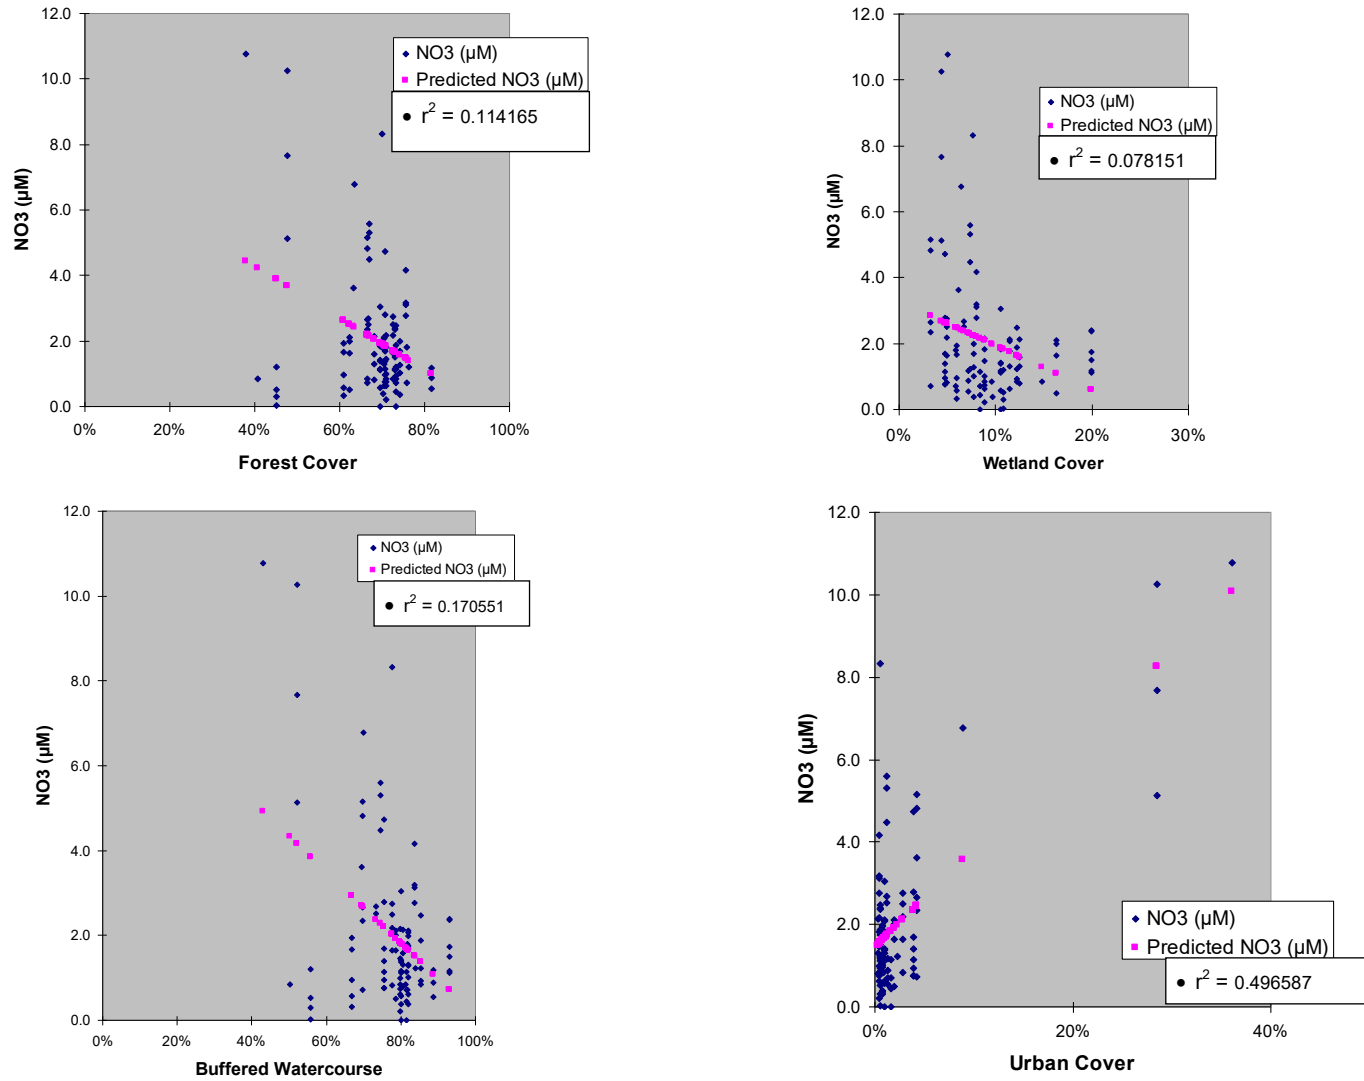 12.0
10.0
8.0
6.0
4.0
2.0
0.0
NO3 (µM)
NO3 (µM)
Predicted NO3 (µM)
• r² = 0.114165
0%
20%
40%
60%
80%
100%
Forest Cover
12.0
10.0
8.0
6.0
4.0
2.0
0.0
NO3 (µM)
NO3 (µM)
Predicted NO3 (µM)
• r² = 0.078151
0%
10%
20%
30%
Wetland Cover
12.0
10.0
8.0
6.0
4.0
2.0
0.0
NO3 (µM)
NO3 (µM)
Predicted NO3 (µM)
• r² = 0.170551
0%
20%
40%
60%
80%
100%
Buffered Watercourse
12.0
10.0
8.0
6.0
4.0
2.0
0.0
NO3 (µM)
NO3 (µM)
Predicted NO3 (µM)
• r² = 0.496587
0%
20%
40%
Urban Cover